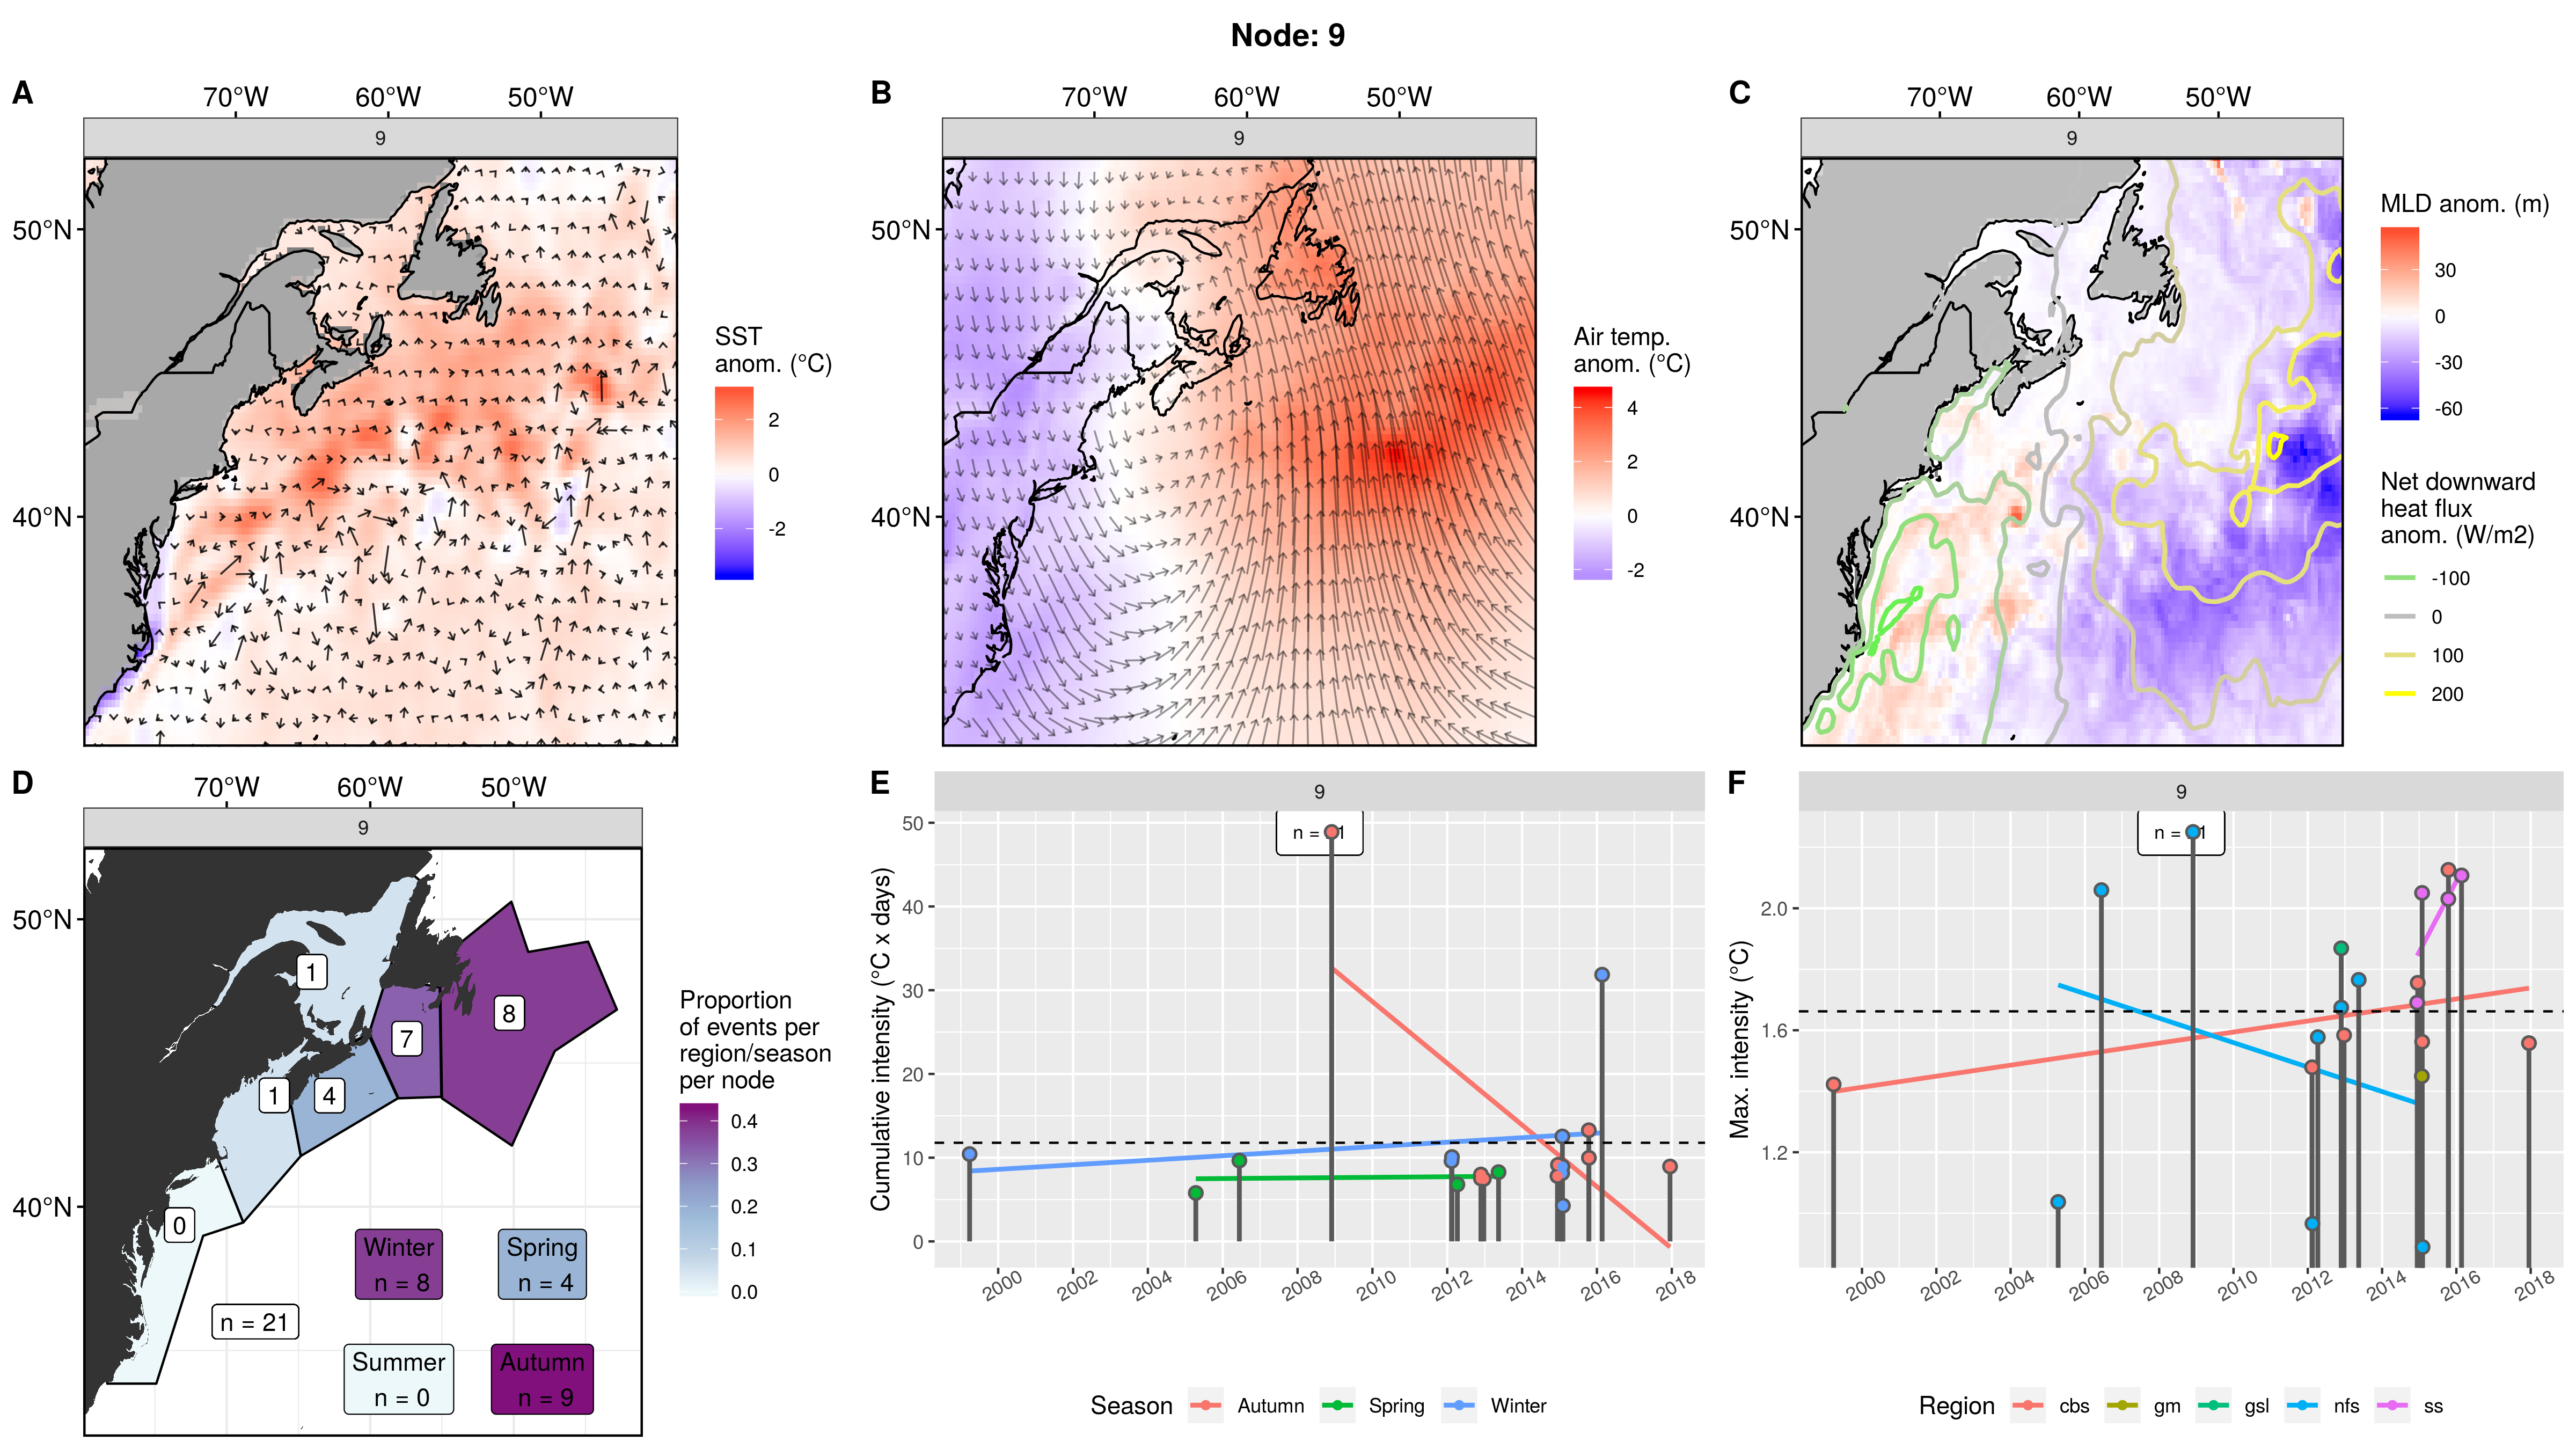 Node: 9
A
70°W 60°W 50°W
9
50°N
40°N
SST
anom. (°C)
2
0
-2
B
70°W 60°W 50°W
9
50°N
40°N
Air temp.
anom. (°C)
4
2
0
-2
C
70°W 60°W 50°W
9
50°N
40°N
MLD anom. (m)
30
0
-30
-60
Net downward
heat flux
anom. (W/m2)
-100
0
100
200
D
70°W 60°W 50°W
9
50°N
40°N
1
8
7
1
4
0
Winter
n = 8
Spring
n = 4
n = 21
Summer
n = 0
Autumn
n = 9
Proportion
of events per
region/season
per node
0.4
0.3
0.2
0.1
0.0
E
9
Cumulative intensity (°C x days)
50
40
30
20
10
0
n = 1
2000 2002 2004 2006 2008 2010 2012 2014 2016 2018
Season Autumn Spring Winter
F
9
Max. intensity (°C)
2.0
1.6
1.2
n = 1
2000 2002 2004 2006 2008 2010 2012 2014 2016 2018
Region cbs gm gsl nfs ss